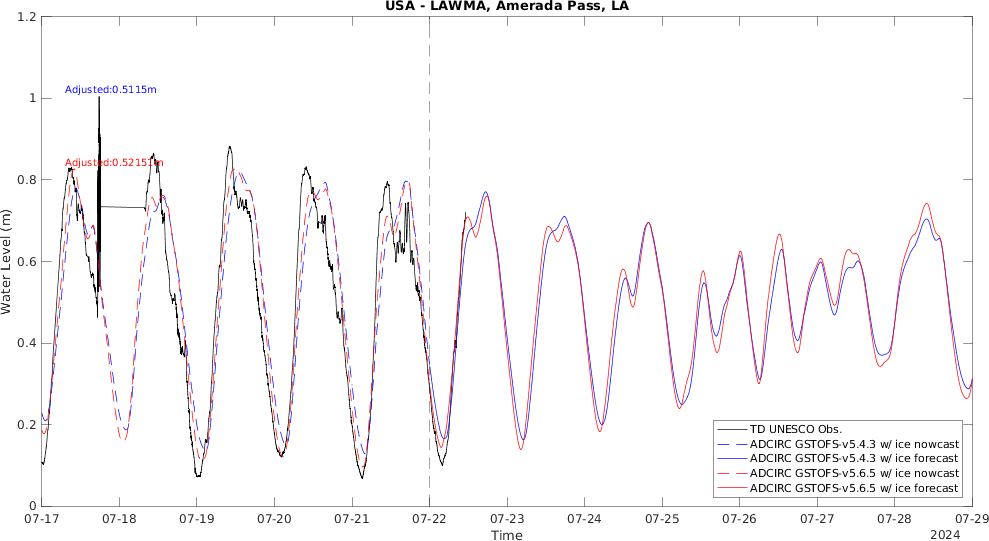 USA - LAWMA, Amerada Pass, LA
1.2
1
0.8
0.6
0.4
0.2
0
Water Level (m)
Adjusted:0.5115m
Adjusted:0.52151m
TD UNESCO Obs.
ADCIRC GSTOFS-v5.4.3 w/ ice nowcast
ADCIRC GSTOFS-v5.4.3 w/ ice forecast
ADCIRC GSTOFS-v5.6.5 w/ ice nowcast
ADCIRC GSTOFS-v5.6.5 w/ ice forecast
07-17 07-18 07-19 07-20 07-21 07-22 07-23 07-24 07-25 07-26 07-27 07-28 07-29
Time
2024